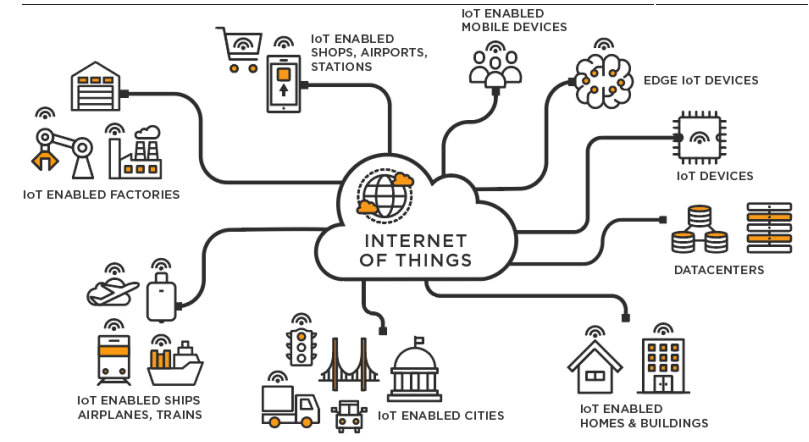 IoT ENABLED
MOBILE DEVICES
IoT ENABLED
SHOPS, AIRPORTS,
STATIONS
EDGE IoT DEVICES
IoT DEVICES
IoT ENABLED FACTORIES
INTERNET
OF THINGS
DATACENTERS
IoT ENABLED SHIPS
AIRPLANES, TRAINS
IoT ENABLED CITIES
IoT ENABLED
HOMES & BUILDINGS